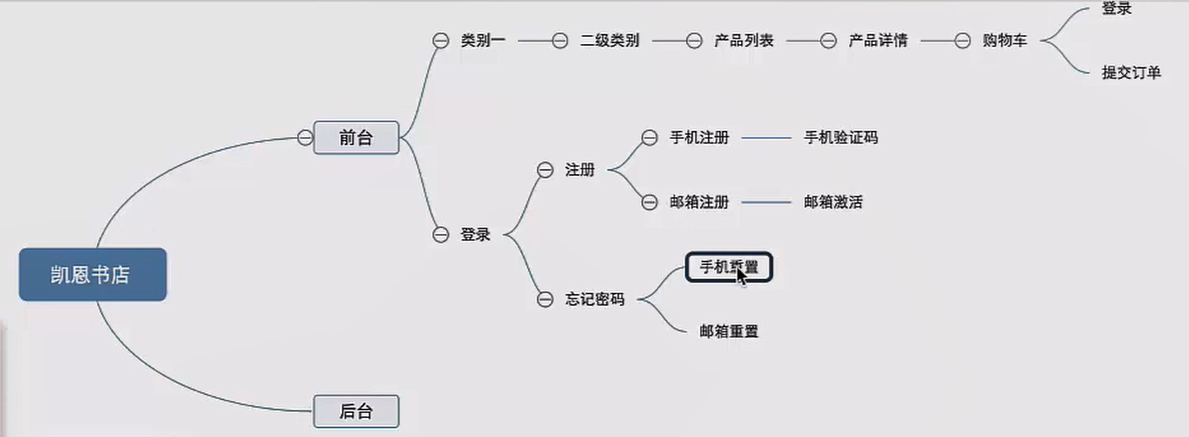 登录
类别一
二级类别
产品列表
产品详情
购物车
提交订单
前台
手机注册
手机验证码
注册
邮箱注册
邮箱激活
登录
手机重置
凯恩书店
忘记密码
邮箱重置
后台